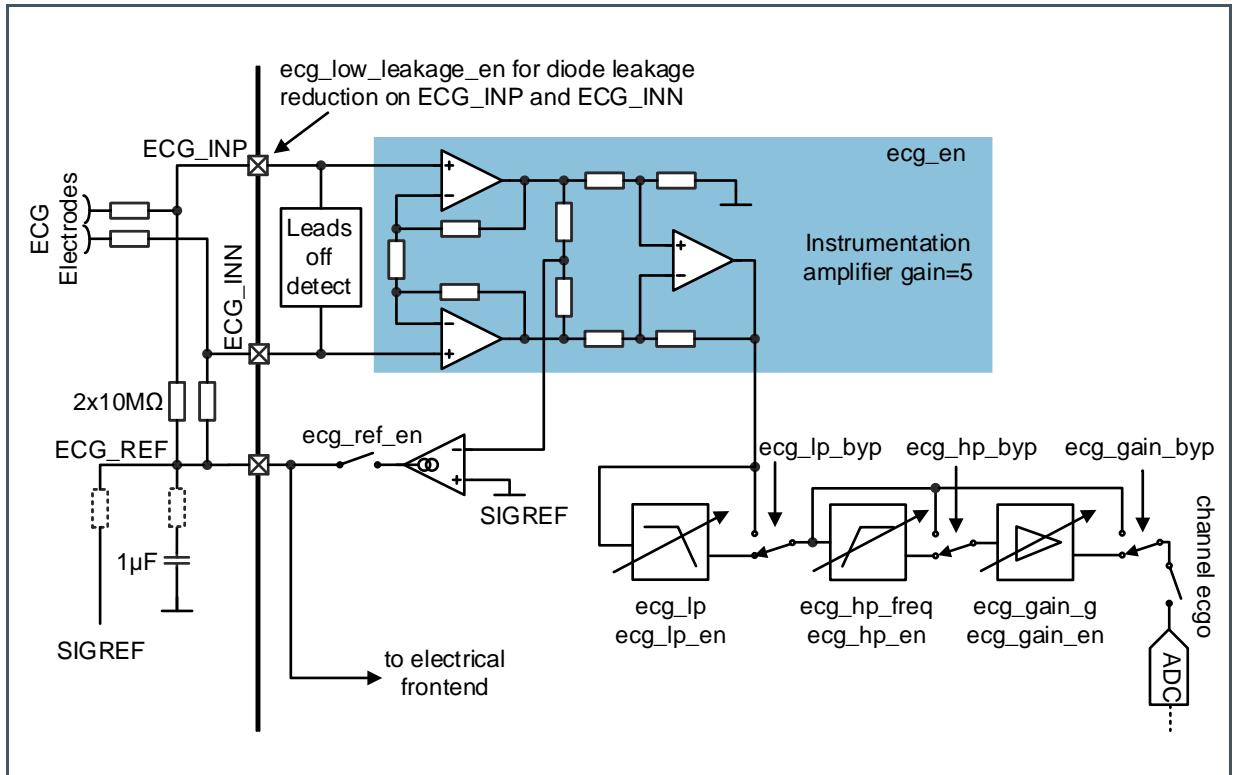 ecg_low_leakage_en for diode leakage
reduction on ECG_INP and ECG_INN
ECG_INP
ecg_en
ECG
Electrodes
Leads
off
detect
Instrumentation
amplifier gain=5
ECG_INN
2x10MΩ
ECG_REF
ecg_ref_en
SIGREF
ecg_lp_byp
ecg_hp_byp
ecg_gain_byp
1µF
SIGREF
ecg_lp
ecg_lp_en
ecg_hp_freq
ecg_hp_en
ecg_gain_g
ecg_gain_en
channel ecgo
ADC
to electrical
frontend